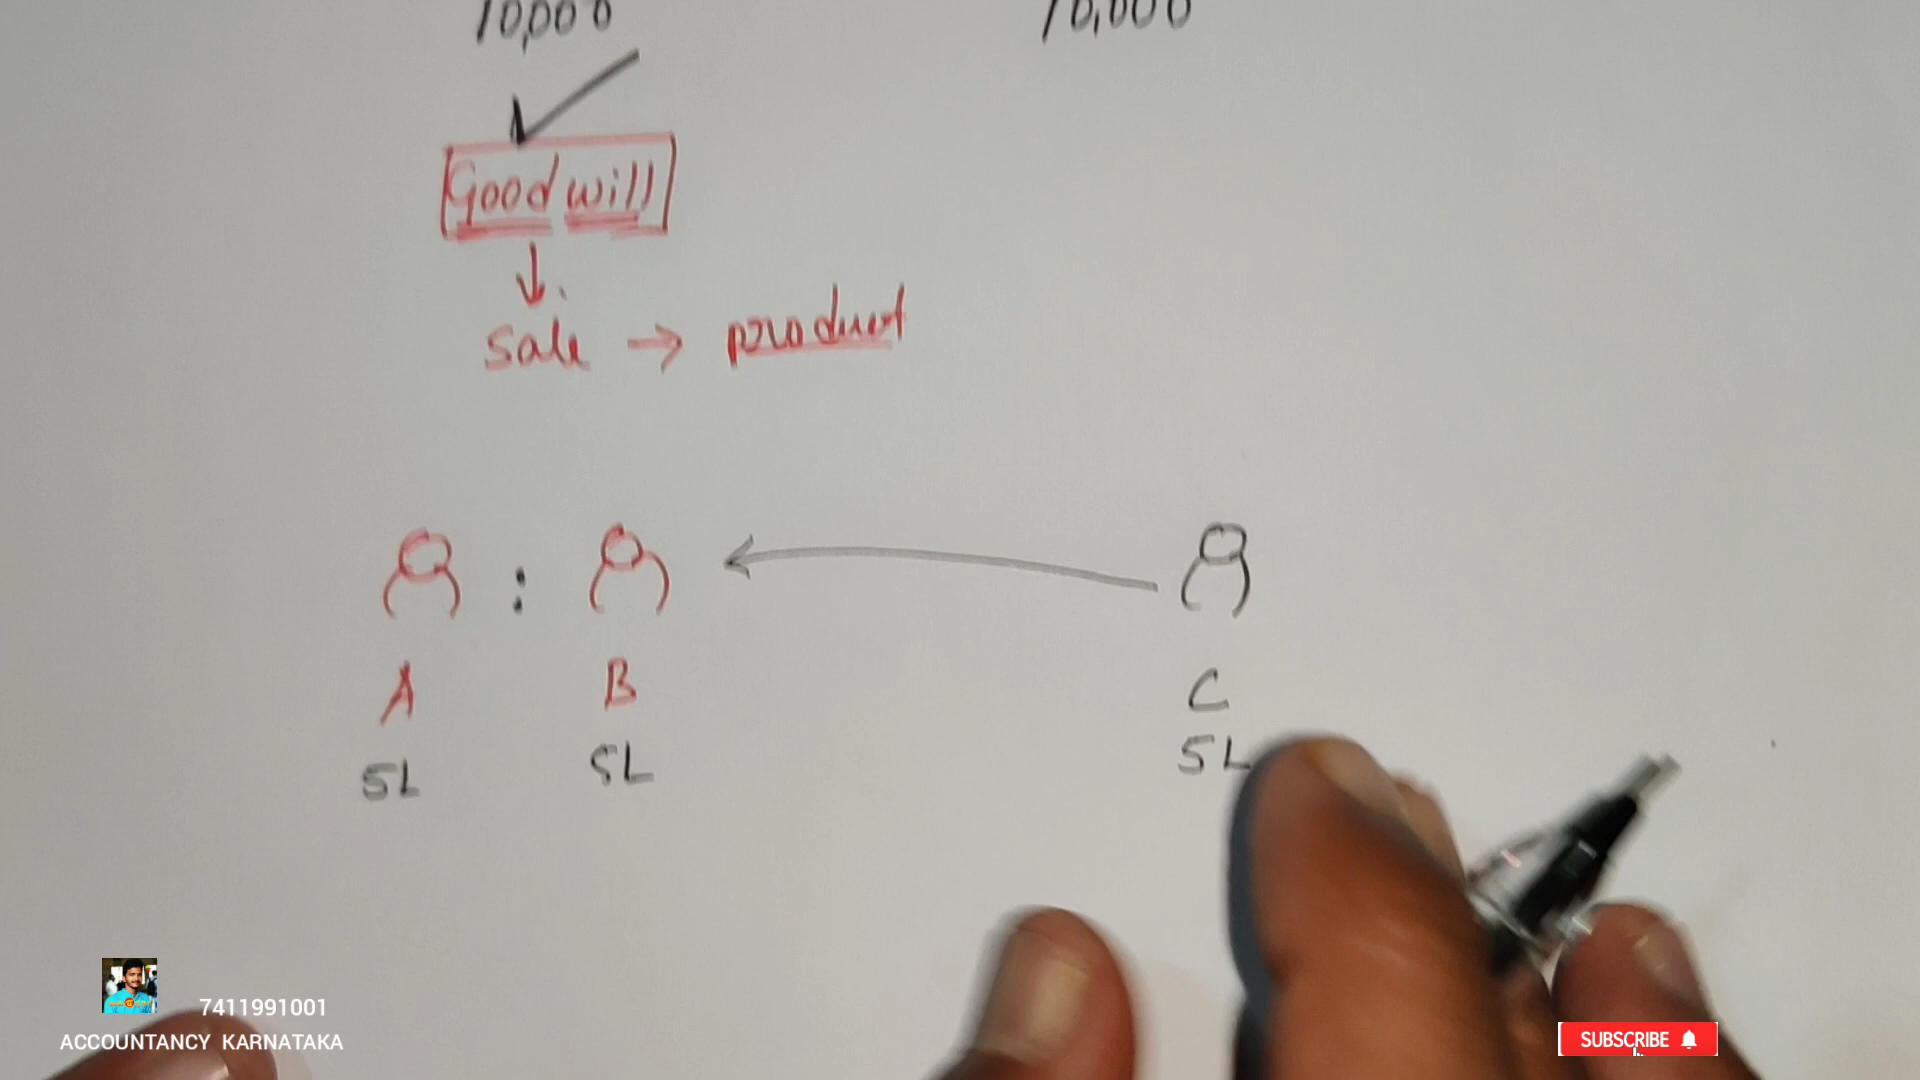 10,000 10,000
Goodwill
sale → product
:
A B C
5L 5L 5L
7411991001
ACCOUNTANCY KARNATAKA
SUBSCRIBE